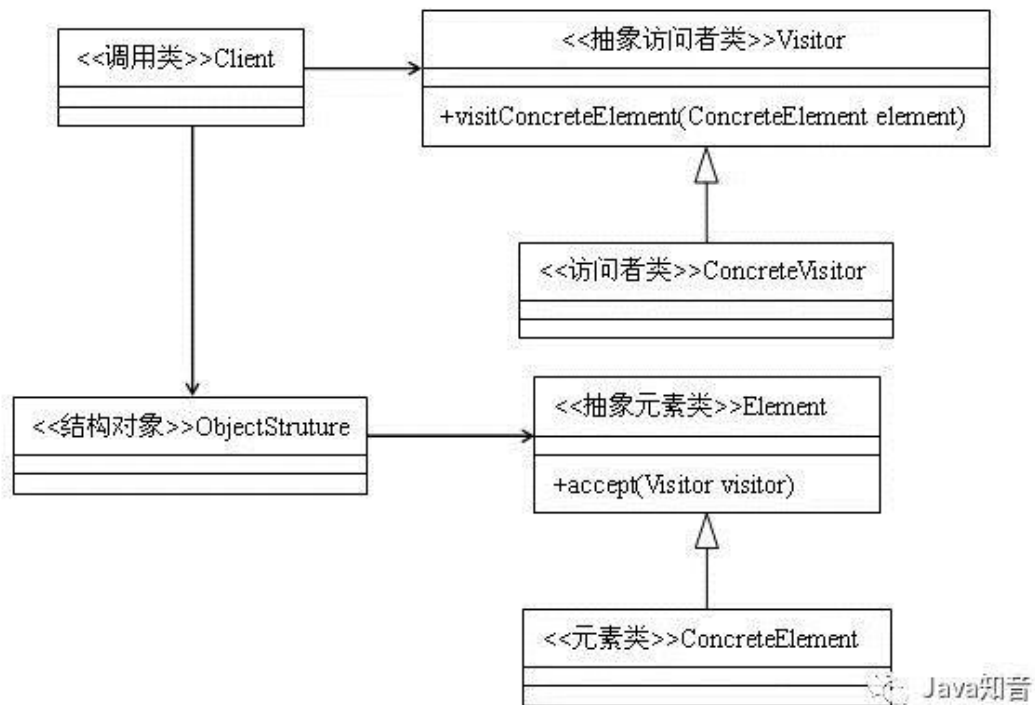 <<调用类>>Client
<<抽象访问者类>>Visitor
+visitConcreteElement(ConcreteElement element)
<<访问者类>>ConcreteVisitor
<<结构对象>>ObjectStruture
<<抽象元素类>>Element
+accept(Visitor visitor)
<<元素类>>ConcreteElement
Java知音